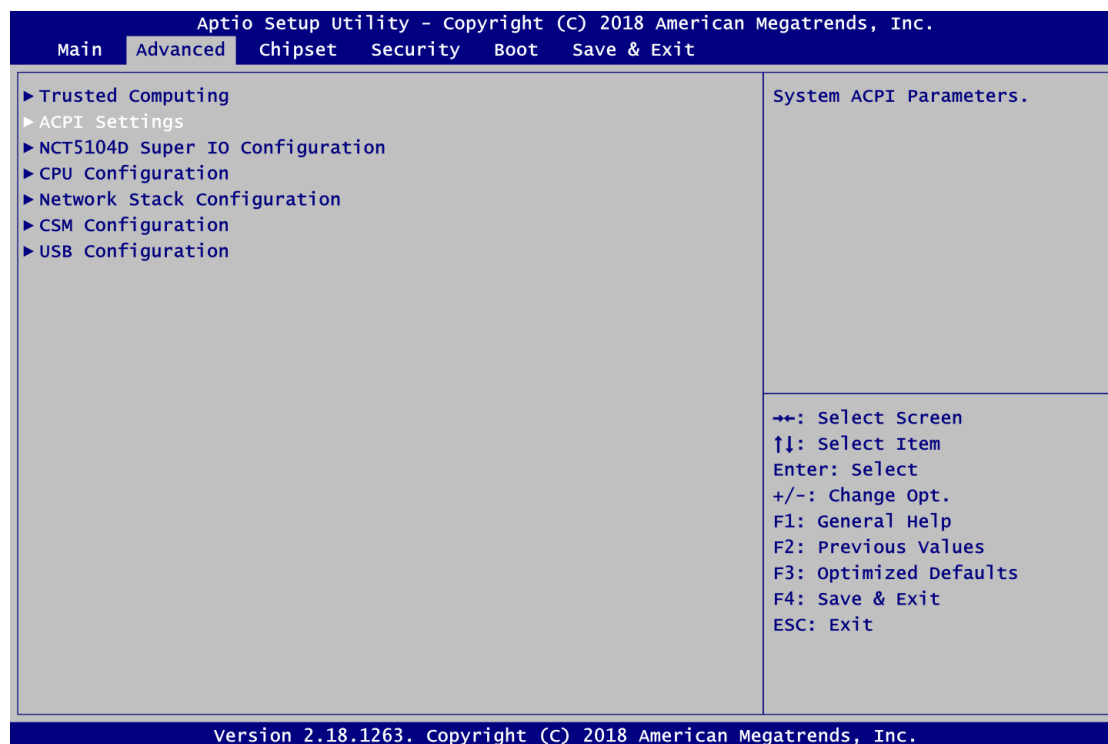 Aptio Setup Utility - Copyright (C) 2018 American Megatrends, Inc.
Main Advanced Chipset Security Boot Save & Exit
►Trusted Computing
►ACPI Settings
►NCT5104D Super IO Configuration
►CPU Configuration
►Network Stack Configuration
►CSM Configuration
►USB Configuration
System ACPI Parameters.
→←: Select Screen
↑↓: Select Item
Enter: Select
+/-: Change Opt.
F1: General Help
F2: Previous Values
F3: Optimized Defaults
F4: Save & Exit
ESC: Exit
Version 2.18.1263. Copyright (C) 2018 American Megatrends, Inc.